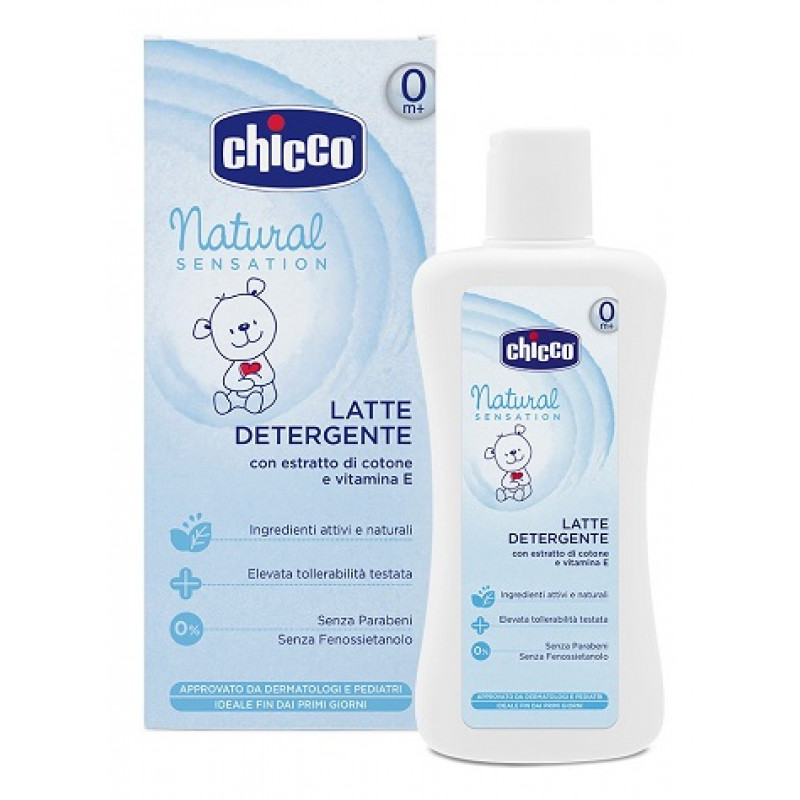 0
m+
chicco
Natural
SENSATION
LATTE
DETERGENTE
con estratto di cotone
e vitamina E
Ingredienti attivi e naturali
Elevata tollerabilità testata
0%
Senza Parabeni
Senza Fenossietanolo
APPROVATO DA DERMATOLOGI E PEDIATRI
IDEALE FIN DAI PRIMI GIORNI
0
m+
chicco
Natural
SENSATION
LATTE
DETERGENTE
con estratto di cotone
e vitamina E
Ingredienti attivi e naturali
Elevata tollerabilità testata
0%
Senza Parabeni
Senza Fenossietanolo
APPROVATO DA DERMATOLOGI E PEDIATRI
IDEALE FIN DAI PRIMI GIORNI